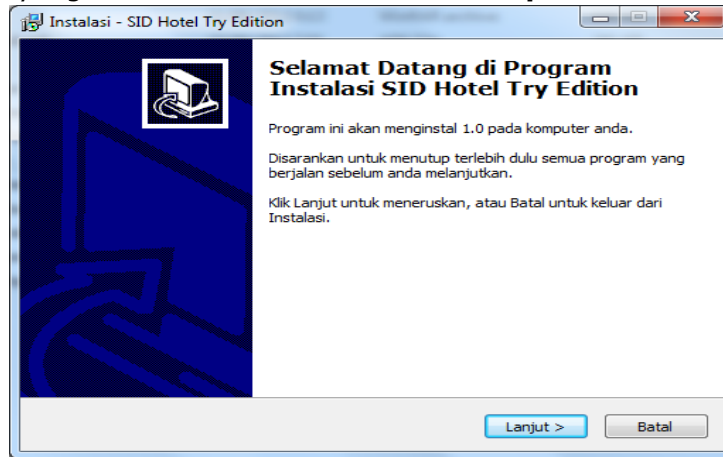 Instalasi - SID Hotel Try Edition
Selamat Datang di Program
Instalasi SID Hotel Try Edition
Program ini akan menginstal 1.0 pada komputer anda.
Disarankan untuk menutup terlebih dulu semua program yang
berjalan sebelum anda melanjutkan.
Klik Lanjut untuk meneruskan, atau Batal untuk keluar dari
Instalasi.
Lanjut >
Batal